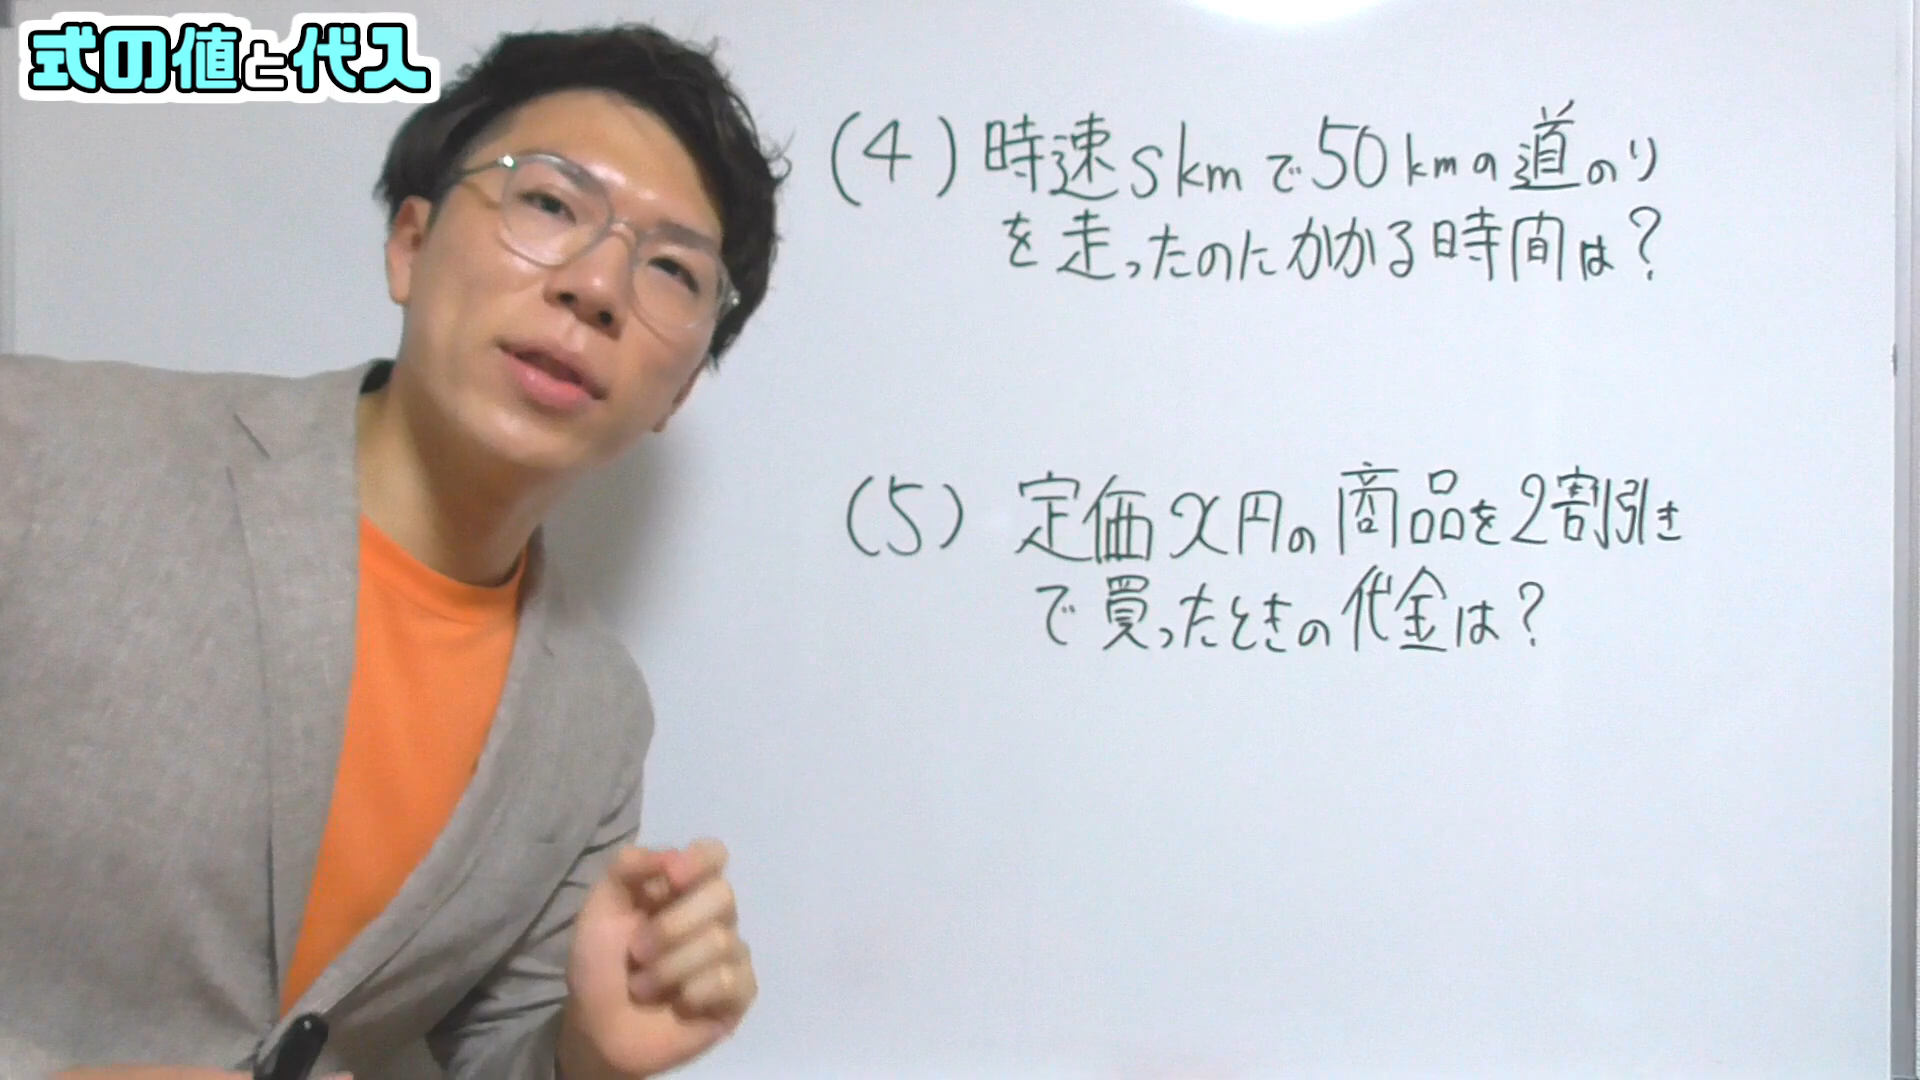 式の値と代入
(4) 時速skmで50kmの道のり
を走ったのにかかる時間は?
(5) 定価x円の商品を2割引き
で買ったときの代金は?